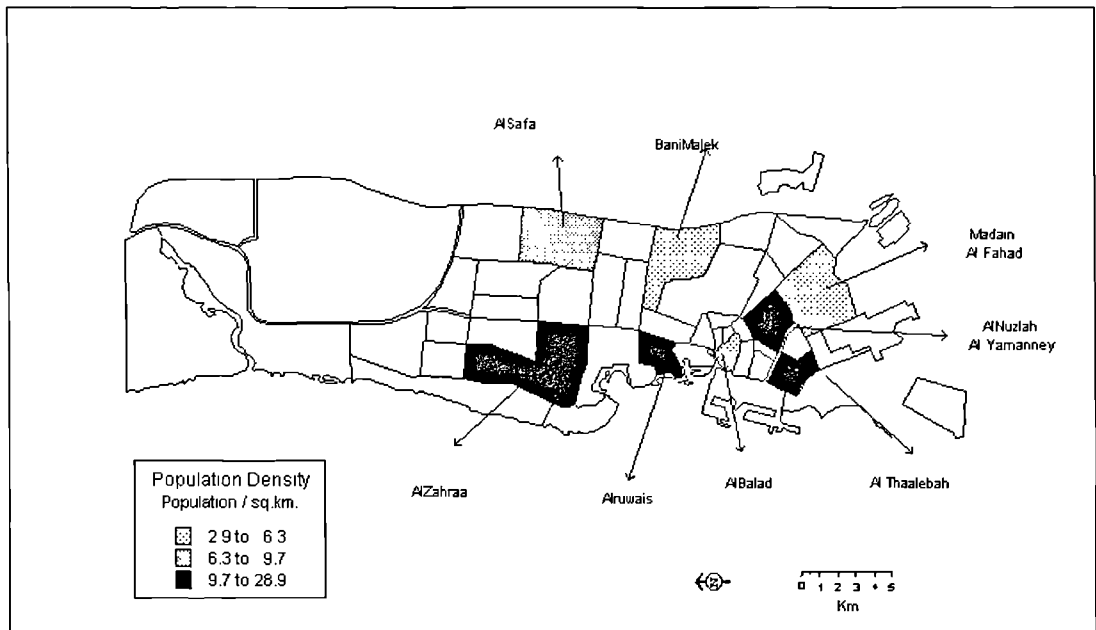 AlSafa
BaniMalek
Madain
Al Fahad
AlNuzlah
Al Yamanney
AlZahraa
Alruwais
AlBalad
Al Thaalebah
Population Density
Population / sq.km.
2.9 to 6.3
6.3 to 9.7
9.7 to 28.9
N
0 1 2 3 4 5
Km